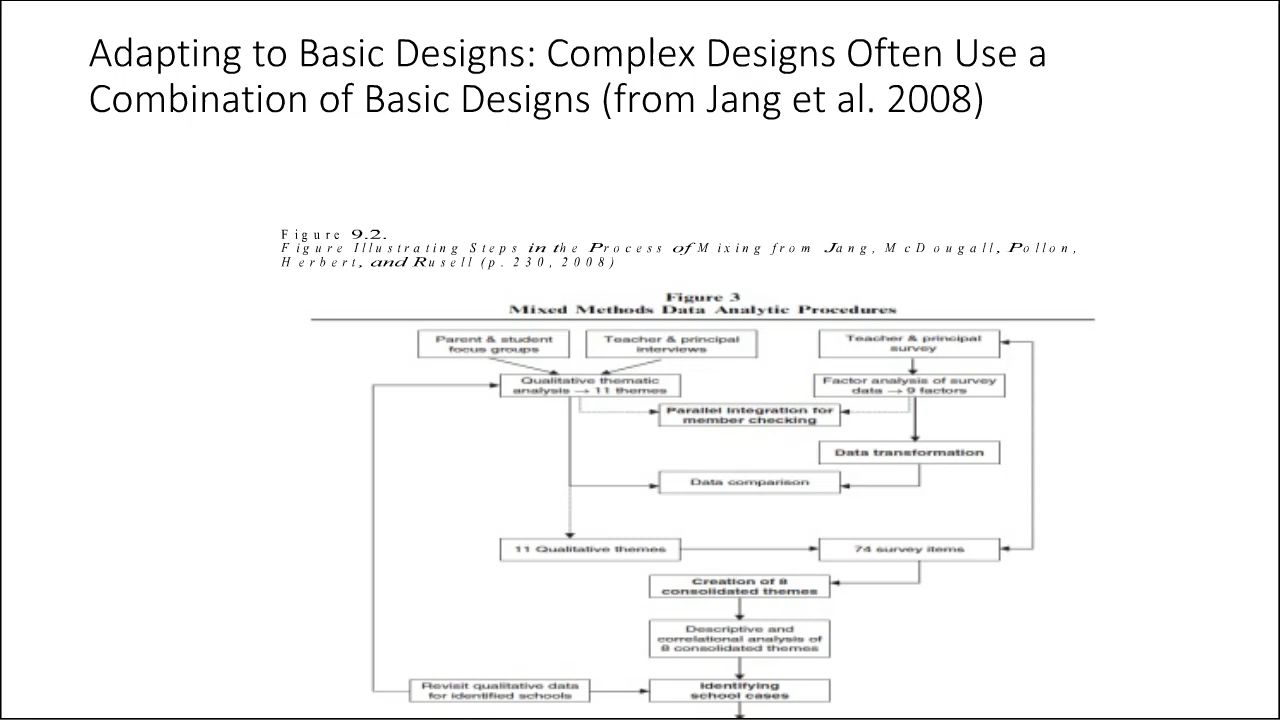 Adapting to Basic Designs: Complex Designs Often Use a
Combination of Basic Designs (from Jang et al. 2008)
Figure 9.2.
Figure Illustrating Steps in the Process of Mixing from Jang, McDougall, Pollon,
Herbert, and Rusell (p. 230, 2008)
Figure 3
Mixed Methods Data Analytic Procedures
Parent & student
focus groups
Teacher & principal
interviews
Teacher & principal
survey
Qualitative thematic
analysis → 11 themes
Factor analysis of survey
data → 9 factors
Parallel Integration for
member checking
Data transformation
Data comparison
11 Qualitative themes
74 survey items
Creation of 8
consolidated themes
Descriptive and
correlational analysis of
8 consolidated themes
Revisit qualitative data
for identified schools
Identifying
school cases